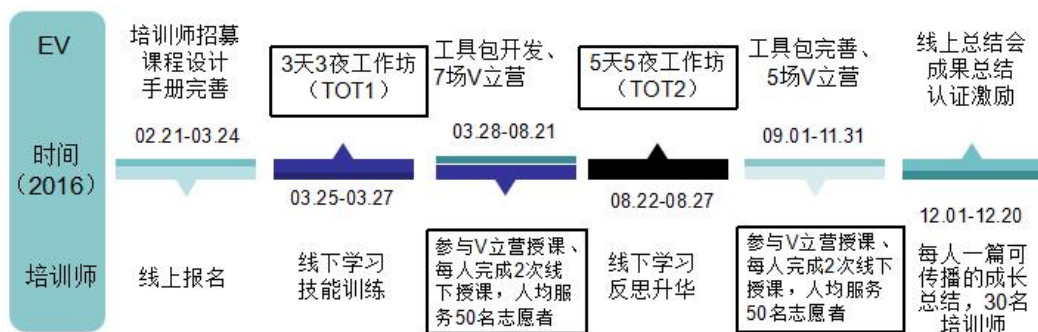 EV
培训师招募
课程设计
手册完善
3天3夜工作坊
（TOT1）
工具包开发、
7场V立营
5天5夜工作坊
（TOT2）
工具包完善、
5场V立营
线上总结会
成果总结
认证激励
时间
（2016）
02.21-03.24
03.25-03.27
03.28-08.21
08.22-08.27
09.01-11.31
12.01-12.20
培训师
线上报名
线下学习
技能训练
参与V立营授课、
每人完成2次线
下授课，人均服
务50名志愿者
线下学习
反思升华
参与V立营授课、
每人完成2次线下
授课，人均服务
50名志愿者
每人一篇可
传播的成长
总结，30名
培训师